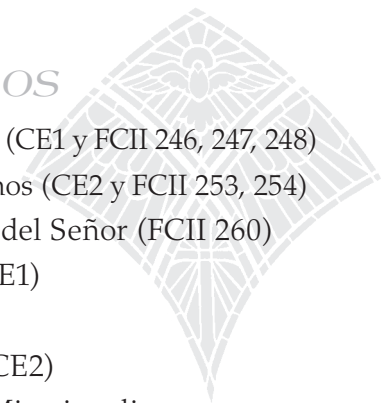 os
(CE1 y FCII 246, 247, 248)
nos (CE2 y FCII 253, 254)
del Señor (FCII 260)
E1)
CE2)